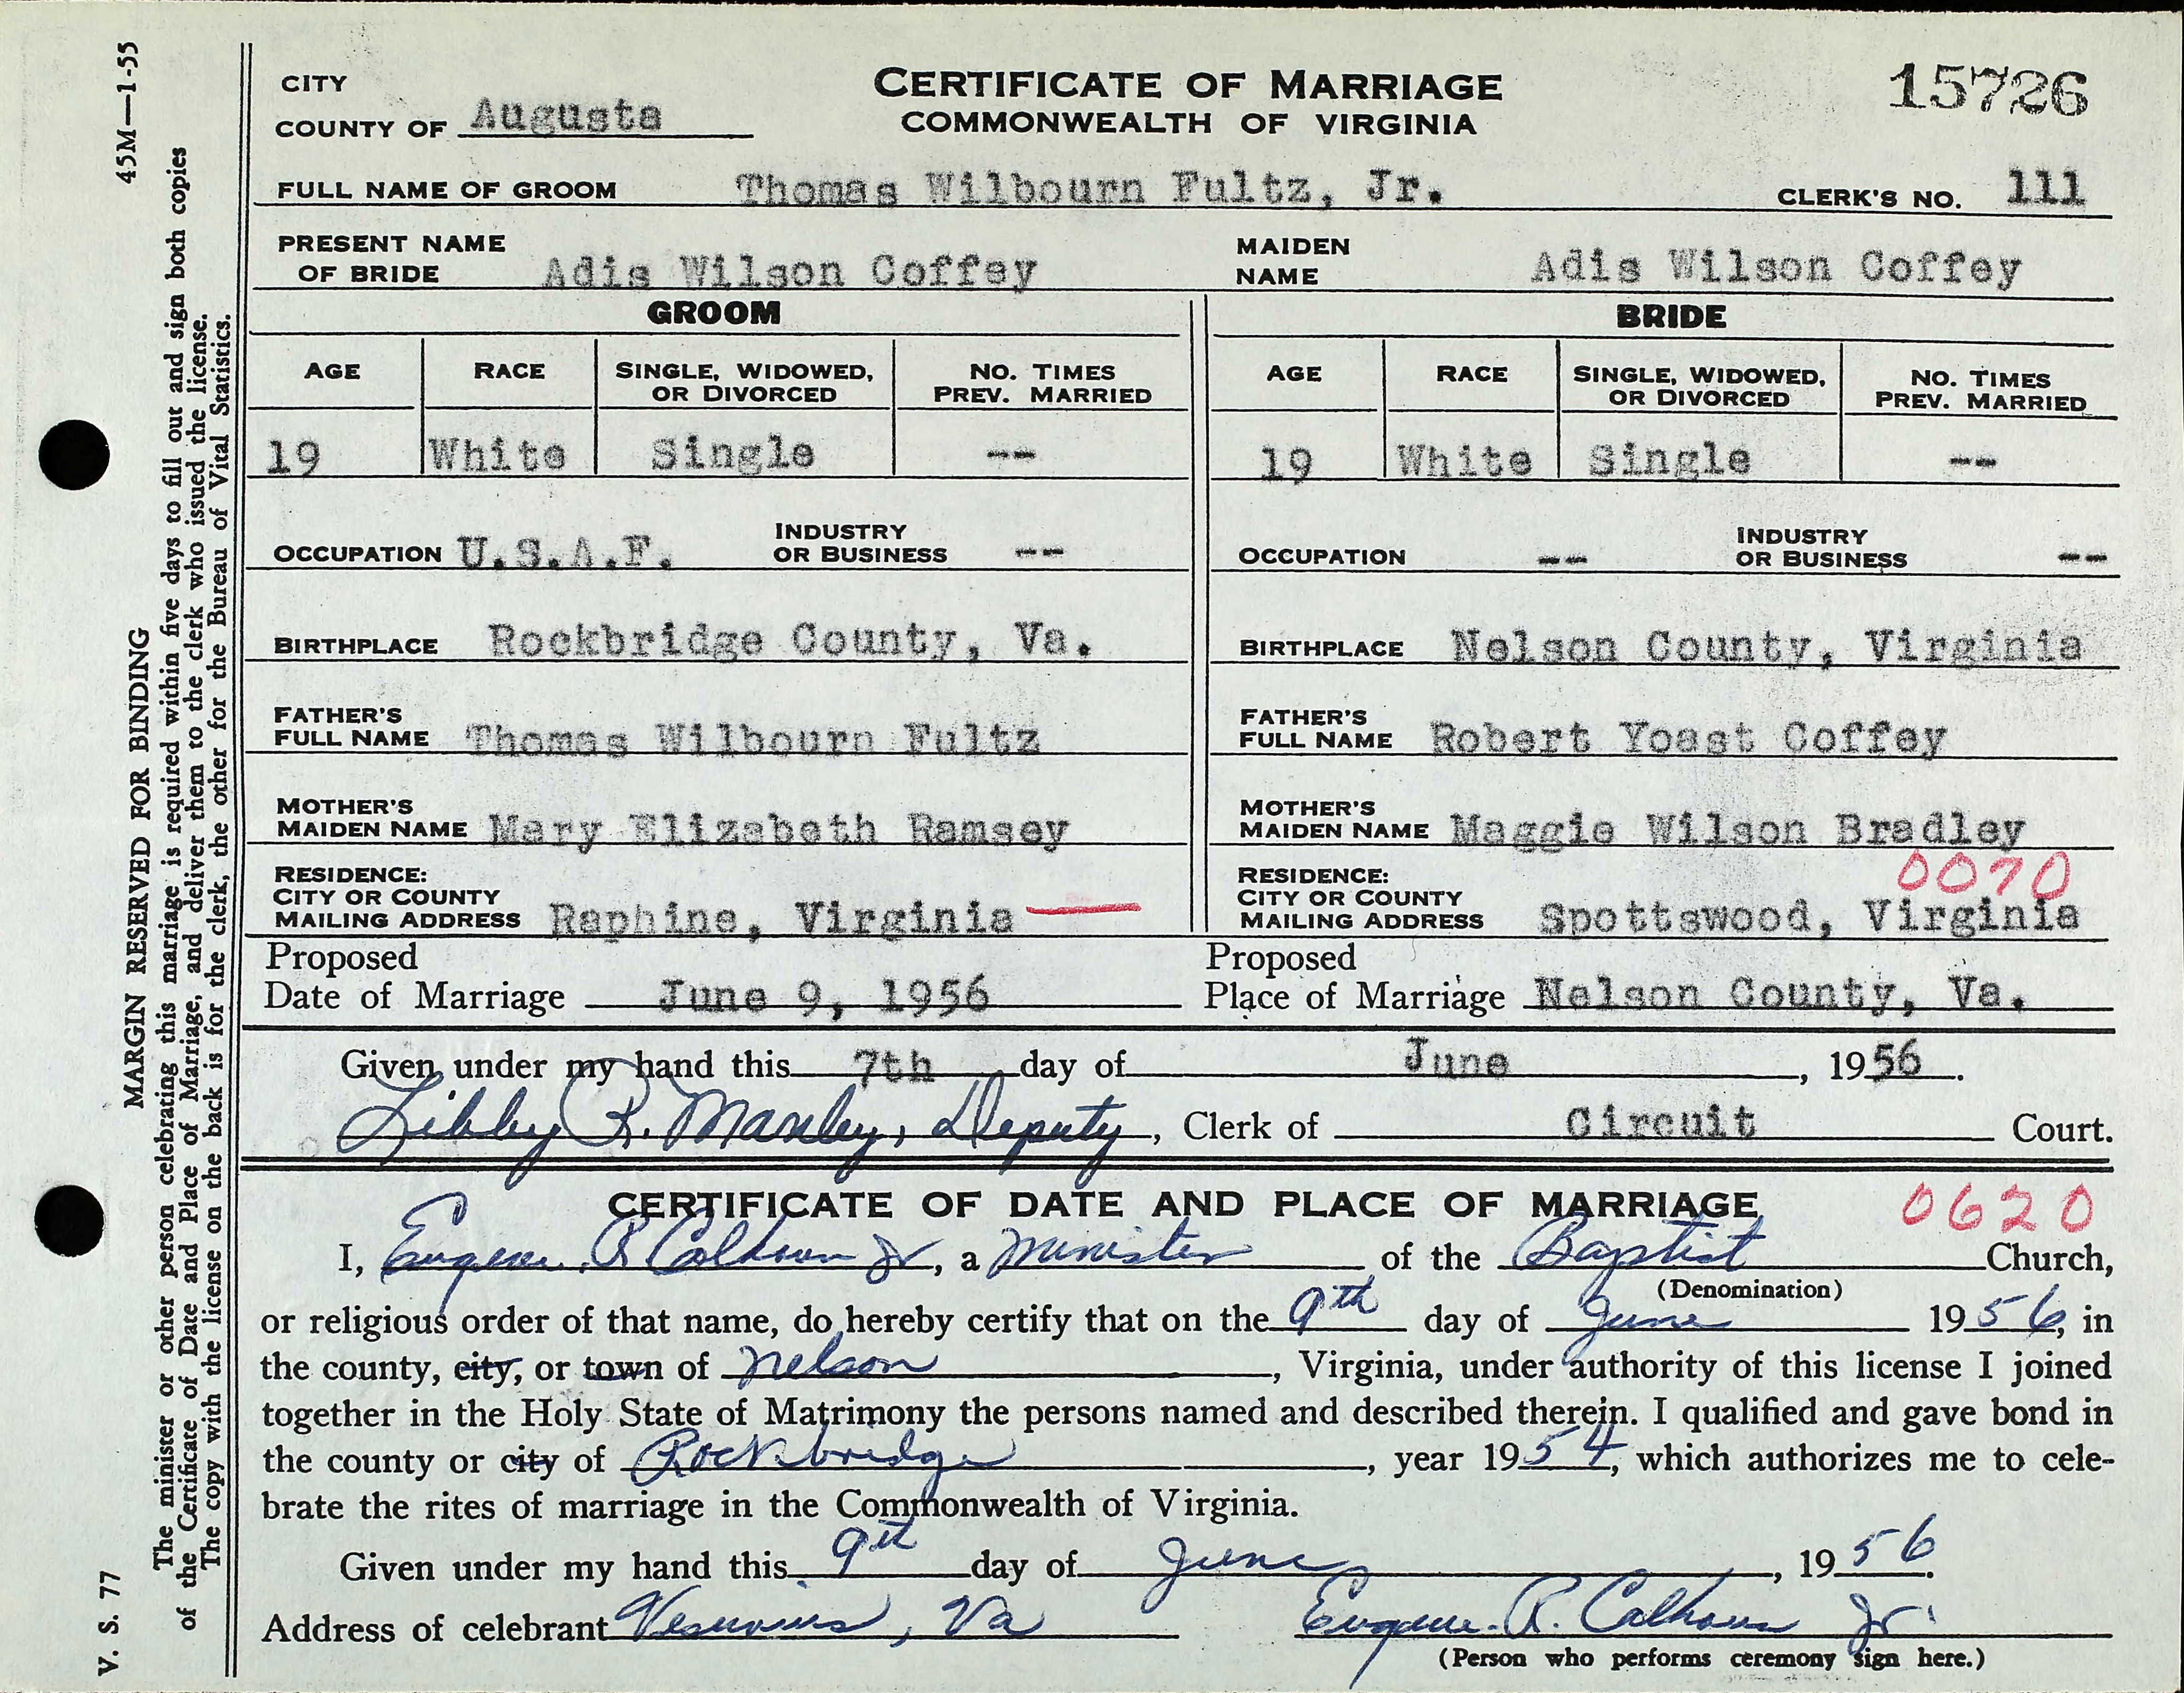 CITY
CERTIFICATE OF MARRIAGE
15726
COUNTY OF Augusta
COMMONWEALTH OF VIRGINIA
FULL NAME OF GROOM Thomas Wilbourn Fultz, Jr. CLERK'S NO. 111
PRESENT NAME OF BRIDE Adis Wilson Coffey MAIDEN NAME Adis Wilson Coffey
GROOM
AGE RACE SINGLE, WIDOWED, OR DIVORCED NO. TIMES PREV. MARRIED
19 White Single --
OCCUPATION U.S.A.F. INDUSTRY OR BUSINESS --
BIRTHPLACE Rockbridge County, Va.
FATHER'S FULL NAME Thomas Wilbourn Fultz
MOTHER'S MAIDEN NAME Mary Elizabeth Ramsey
RESIDENCE:
CITY OR COUNTY
MAILING ADDRESS Raphine, Virginia
BRIDE
AGE RACE SINGLE, WIDOWED, OR DIVORCED NO. TIMES PREV. MARRIED
19 White Single --
OCCUPATION -- INDUSTRY OR BUSINESS --
BIRTHPLACE Nelson County, Virginia
FATHER'S FULL NAME Robert Yoast Coffey
MOTHER'S MAIDEN NAME Maggie Wilson Bradley
0070
RESIDENCE:
CITY OR COUNTY
MAILING ADDRESS Spottswood, Virginia
Proposed
Date of Marriage June 9, 1956
Proposed
Place of Marriage Nelson County, Va.
Given under my hand this 7th day of June, 1956.
Libby R. Manley, Deputy, Clerk of Circuit Court.
CERTIFICATE OF DATE AND PLACE OF MARRIAGE 0620
I, Eugene R Calhoun Jr, a minister of the Baptist Church,
(Denomination)
or religious order of that name, do hereby certify that on the 9th day of June 1956, in
the county, city, or town of Nelson, Virginia, under authority of this license I joined
together in the Holy State of Matrimony the persons named and described therein. I qualified and gave bond in
the county or city of Rockbridge, year 1954, which authorizes me to cele-
brate the rites of marriage in the Commonwealth of Virginia.
Given under my hand this 9th day of June, 1956.
Address of celebrant Vesuvius, Va Eugene R. Calhoun Jr.
(Person who performs ceremony sign here.)
V. S. 77 MARGIN RESERVED FOR BINDING 45M—1-55
The minister or other person celebrating this marriage is required within five days to fill out and sign both copies
of the Certificate of Date and Place of Marriage, and deliver them to the clerk who issued the license.
The copy with the license on the back is for the clerk, the other for the Bureau of Vital Statistics.